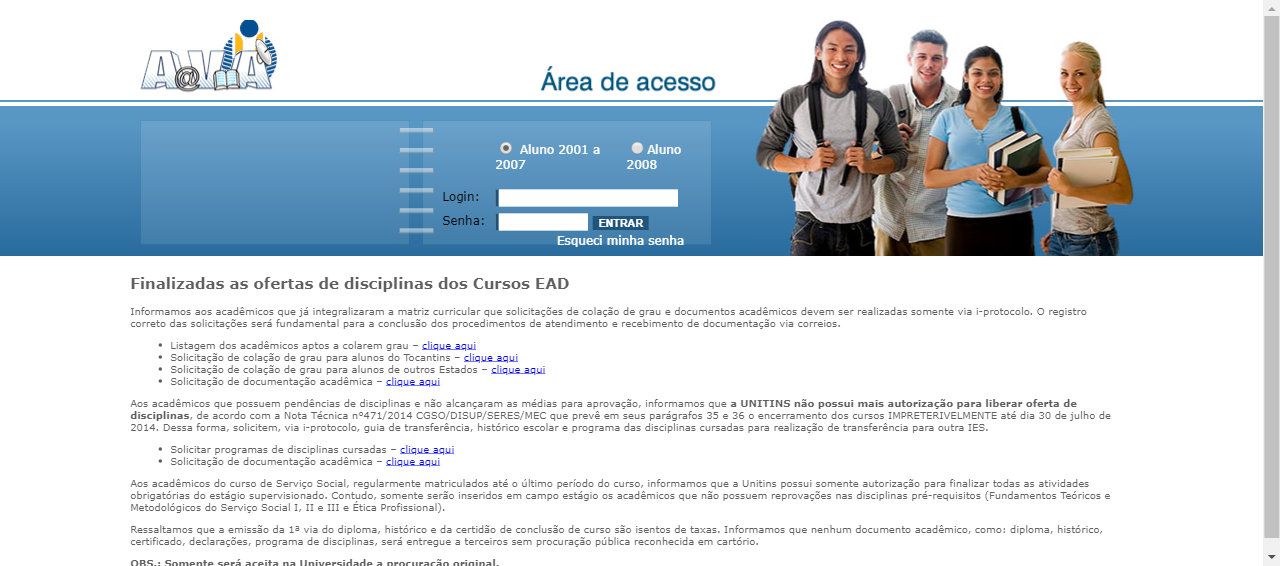 A@VA
Área de acesso
Aluno 2001 a
2007
Aluno
2008
Login:
Senha:
ENTRAR
Esqueci minha senha
Finalizadas as ofertas de disciplinas dos Cursos EAD
Informamos aos acadêmicos que já integralizaram a matriz curricular que solicitações de colação de grau e documentos acadêmicos devem ser realizadas somente via i-protocolo. O registro
correto das solicitações será fundamental para a conclusão dos procedimentos de atendimento e recebimento de documentação via correios.
• Listagem dos acadêmicos aptos a colarem grau – clique aqui
• Solicitação de colação de grau para alunos do Tocantins – clique aqui
• Solicitação de colação de grau para alunos de outros Estados – clique aqui
• Solicitação de documentação acadêmica – clique aqui
Aos acadêmicos que possuem pendências de disciplinas e não alcançaram as médias para aprovação, informamos que a UNITINS não possui mais autorização para liberar oferta de
disciplinas, de acordo com a Nota Técnica nº471/2014 CGSO/DISUP/SERES/MEC que prevê em seus parágrafos 35 e 36 o encerramento dos cursos IMPRETERIVELMENTE até dia 30 de julho de
2014. Dessa forma, solicitem, via i-protocolo, guia de transferência, histórico escolar e programa das disciplinas cursadas para realização de transferência para outra IES.
• Solicitar programas de disciplinas cursadas – clique aqui
• Solicitação de documentação acadêmica – clique aqui
Aos acadêmicos do curso de Serviço Social, regularmente matriculados até o último período do curso, informamos que a Unitins possui somente autorização para finalizar todas as atividades
obrigatórias do estágio supervisionado. Contudo, somente serão inseridos em campo estágio os acadêmicos que não possuem reprovações nas disciplinas pré-requisitos (Fundamentos Teóricos e
Metodológicos do Serviço Social I, II e III e Ética Profissional).
Ressaltamos que a emissão da 1ª via do diploma, histórico e da certidão de conclusão de curso são isentos de taxas. Informamos que nenhum documento acadêmico, como: diploma, histórico,
certificado, declarações, programa de disciplinas, será entregue a terceiros sem procuração pública reconhecida em cartório.
OBS.: Somente será aceita na Universidade a procuração original.